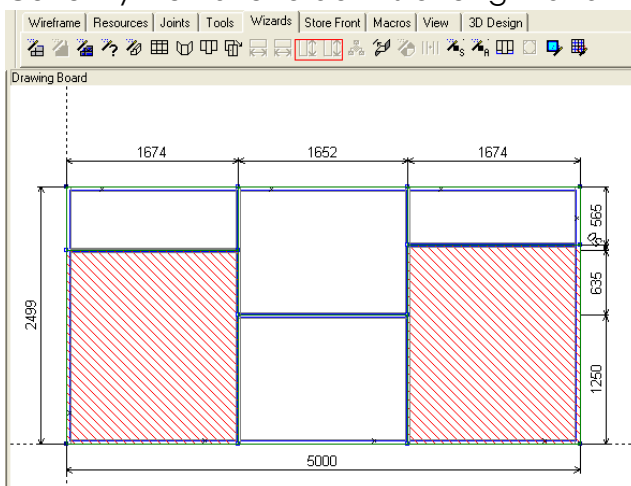 Wireframe Resources Joints Tools Wizards Store Front Macros View 3D Design
Drawing Board
1674 1652 1674
565
2499
635
1250
5000